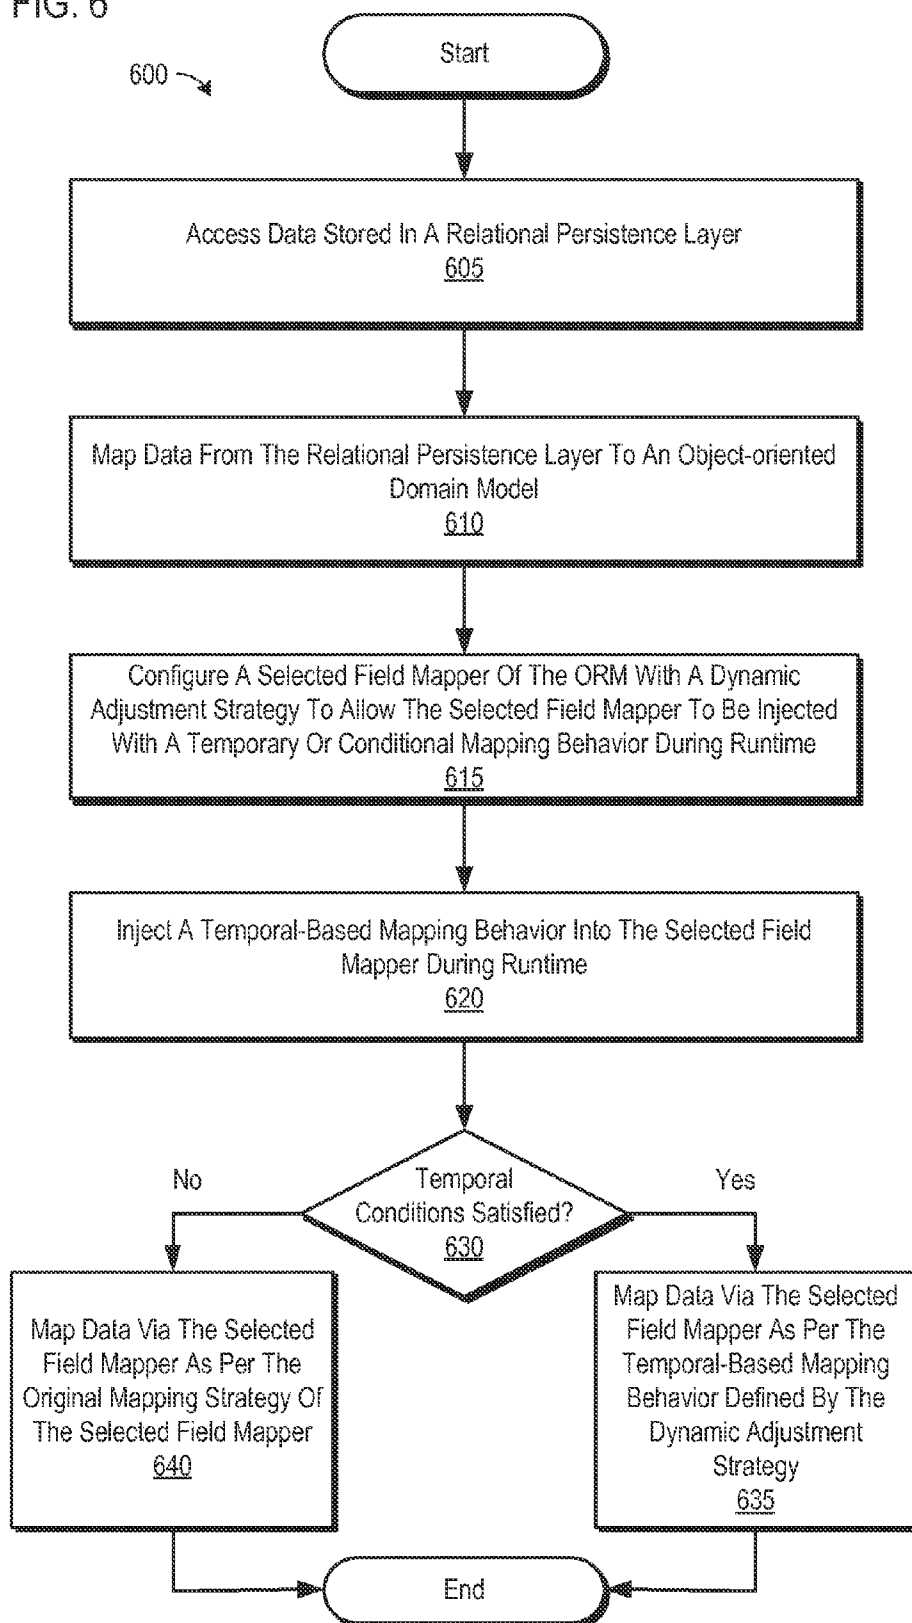 FIG. 6
600
Start
Access Data Stored In A Relational Persistence Layer
605
Map Data From The Relational Persistence Layer To An Object-oriented
Domain Model
610
Configure A Selected Field Mapper Of The ORM With A Dynamic
Adjustment Strategy To Allow The Selected Field Mapper To Be Injected
With A Temporary Or Conditional Mapping Behavior During Runtime
615
Inject A Temporal-Based Mapping Behavior Into The Selected Field
Mapper During Runtime
620
Temporal
Conditions Satisfied?
630
No
Yes
Map Data Via The Selected
Field Mapper As Per The
Original Mapping Strategy Of
The Selected Field Mapper
640
Map Data Via The Selected
Field Mapper As Per The
Temporal-Based Mapping
Behavior Defined By The
Dynamic Adjustment
Strategy
635
End